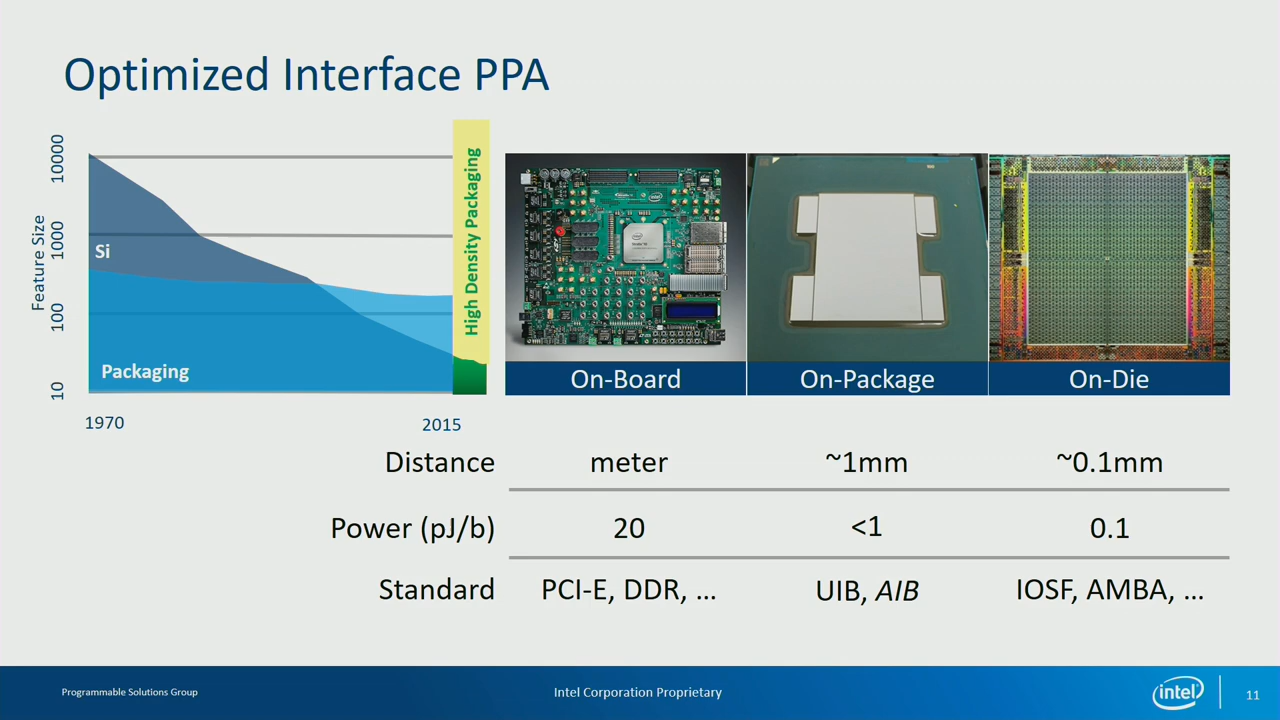 Optimized Interface PPA
Feature Size
10000
1000
100
10
Si
Packaging
High Density Packaging
1970
2015
On-Board
On-Package
On-Die
Distance
meter
~1mm
~0.1mm
Power (pJ/b)
20
<1
0.1
Standard
PCI-E, DDR, ...
UIB, AIB
IOSF, AMBA, ...
Programmable Solutions Group
Intel Corporation Proprietary
intel
11